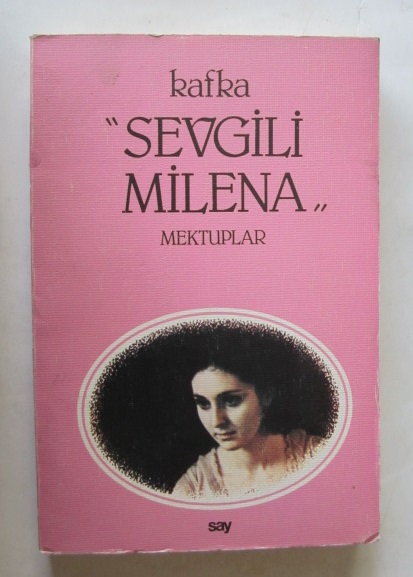 kafka
"SEVGİLİ
MİLENA„
MEKTUPLAR
say